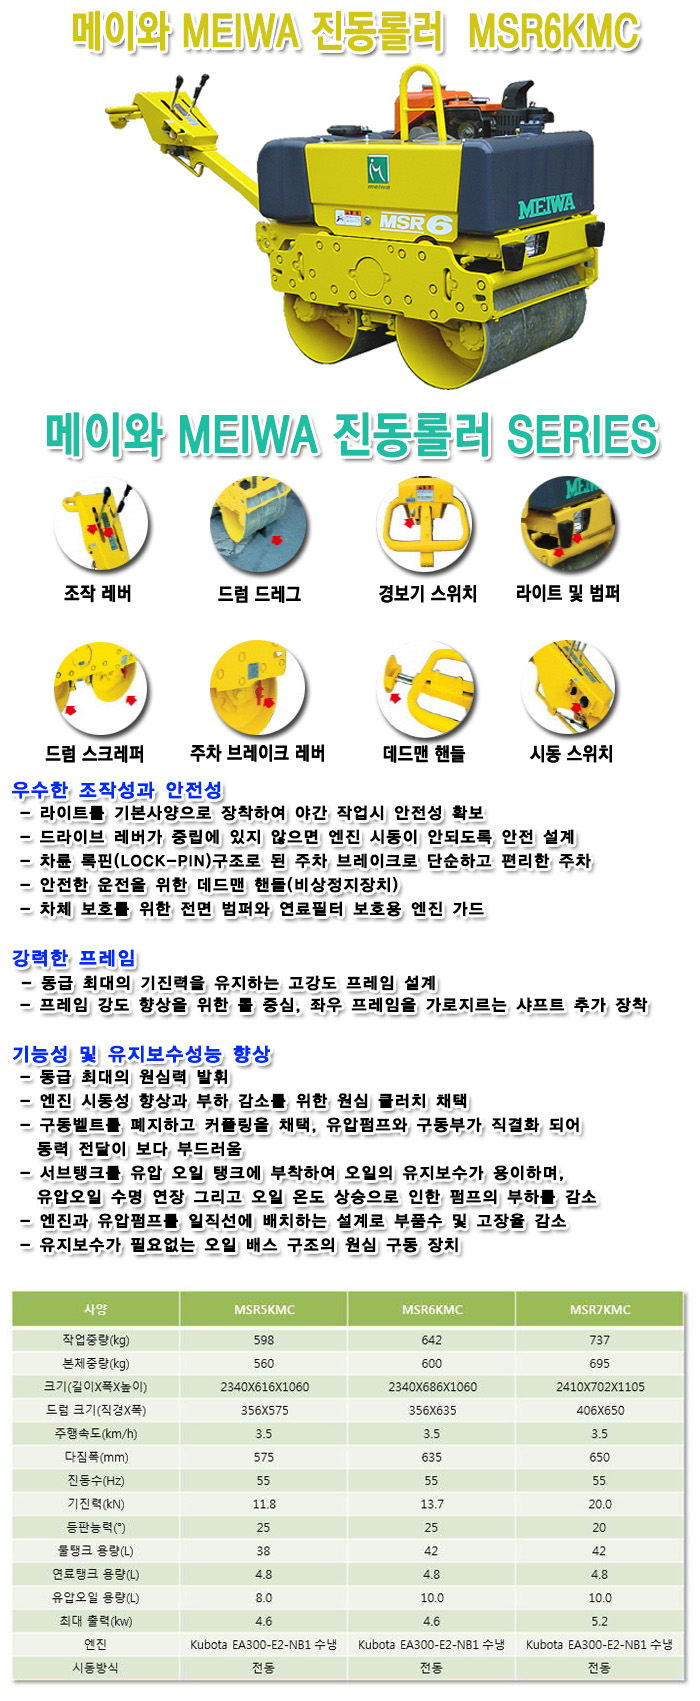 메이와 MEIWA 진동롤러 MSR6KMC
meiwa
MEIWA
MSR6
메이와 MEIWA 진동롤러 SERIES
조작 레버 드럼 드레그 경보기 스위치 라이트 및 범퍼
드럼 스크레퍼 주차 브레이크 레버 데드맨 핸들 시동 스위치
우수한 조작성과 안전성
- 라이트를 기본사양으로 장착하여 야간 작업시 안전성 확보
- 드라이브 레버가 중립에 있지 않으면 엔진 시동이 안되도록 안전 설계
- 차륜 록핀(LOCK-PIN)구조로 된 주차 브레이크로 단순하고 편리한 주차
- 안전한 운전을 위한 데드맨 핸들(비상정지장치)
- 차체 보호를 위한 전면 범퍼와 연료필터 보호용 엔진 가드
강력한 프레임
- 동급 최대의 기진력을 유지하는 고강도 프레임 설계
- 프레임 강도 향상을 위한 롤 중심, 좌우 프레임을 가로지르는 샤프트 추가 장착
기능성 및 유지보수성능 향상
- 동급 최대의 원심력 발휘
- 엔진 시동성 향상과 부하 감소를 위한 원심 클러치 채택
- 구동벨트를 폐지하고 커플링을 채택, 유압펌프와 구동부가 직결화 되어
동력 전달이 보다 부드러움
- 서브탱크를 유압 오일 탱크에 부착하여 오일의 유지보수가 용이하며,
유압오일 수명 연장 그리고 오일 온도 상승으로 인한 펌프의 부하를 감소
- 엔진과 유압펌프를 일직선에 배치하는 설계로 부품수 및 고장율 감소
- 유지보수가 필요없는 오일 배스 구조의 원심 구동 장치
사양 MSR5KMC MSR6KMC MSR7KMC
작업중량(kg) 598 642 737
본체중량(kg) 560 600 695
크기(길이X폭X높이) 2340X616X1060 2340X686X1060 2410X702X1105
드럼 크기(직경X폭) 356X575 356X635 406X650
주행속도(km/h) 3.5 3.5 3.5
다짐폭(mm) 575 635 650
진동수(Hz) 55 55 55
기진력(kN) 11.8 13.7 20.0
등판능력(°) 25 25 20
물탱크 용량(L) 38 42 42
연료탱크 용량(L) 4.8 4.8 4.8
유압오일 용량(L) 8.0 10.0 10.0
최대 출력(kw) 4.6 4.6 5.2
엔진 Kubota EA300-E2-NB1 수냉 Kubota EA300-E2-NB1 수냉 Kubota EA300-E2-NB1 수냉
시동방식 전동 전동 전동